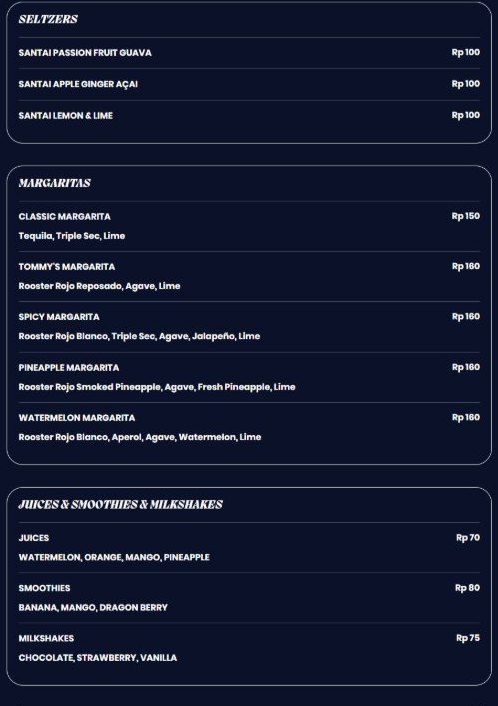 SELTZERS
SANTAI PASSION FRUIT GUAVA Rp 100
SANTAI APPLE GINGER AÇAI Rp 100
SANTAI LEMON & LIME Rp 100
MARGARITAS
CLASSIC MARGARITA Rp 150
Tequila, Triple Sec, Lime
TOMMY'S MARGARITA Rp 160
Rooster Rojo Reposado, Agave, Lime
SPICY MARGARITA Rp 160
Rooster Rojo Blanco, Triple Sec, Agave, Jalapeño, Lime
PINEAPPLE MARGARITA Rp 160
Rooster Rojo Smoked Pineapple, Agave, Fresh Pineapple, Lime
WATERMELON MARGARITA Rp 160
Rooster Rojo Blanco, Aperol, Agave, Watermelon, Lime
JUICES & SMOOTHIES & MILKSHAKES
JUICES Rp 70
WATERMELON, ORANGE, MANGO, PINEAPPLE
SMOOTHIES Rp 80
BANANA, MANGO, DRAGON BERRY
MILKSHAKES Rp 75
CHOCOLATE, STRAWBERRY, VANILLA